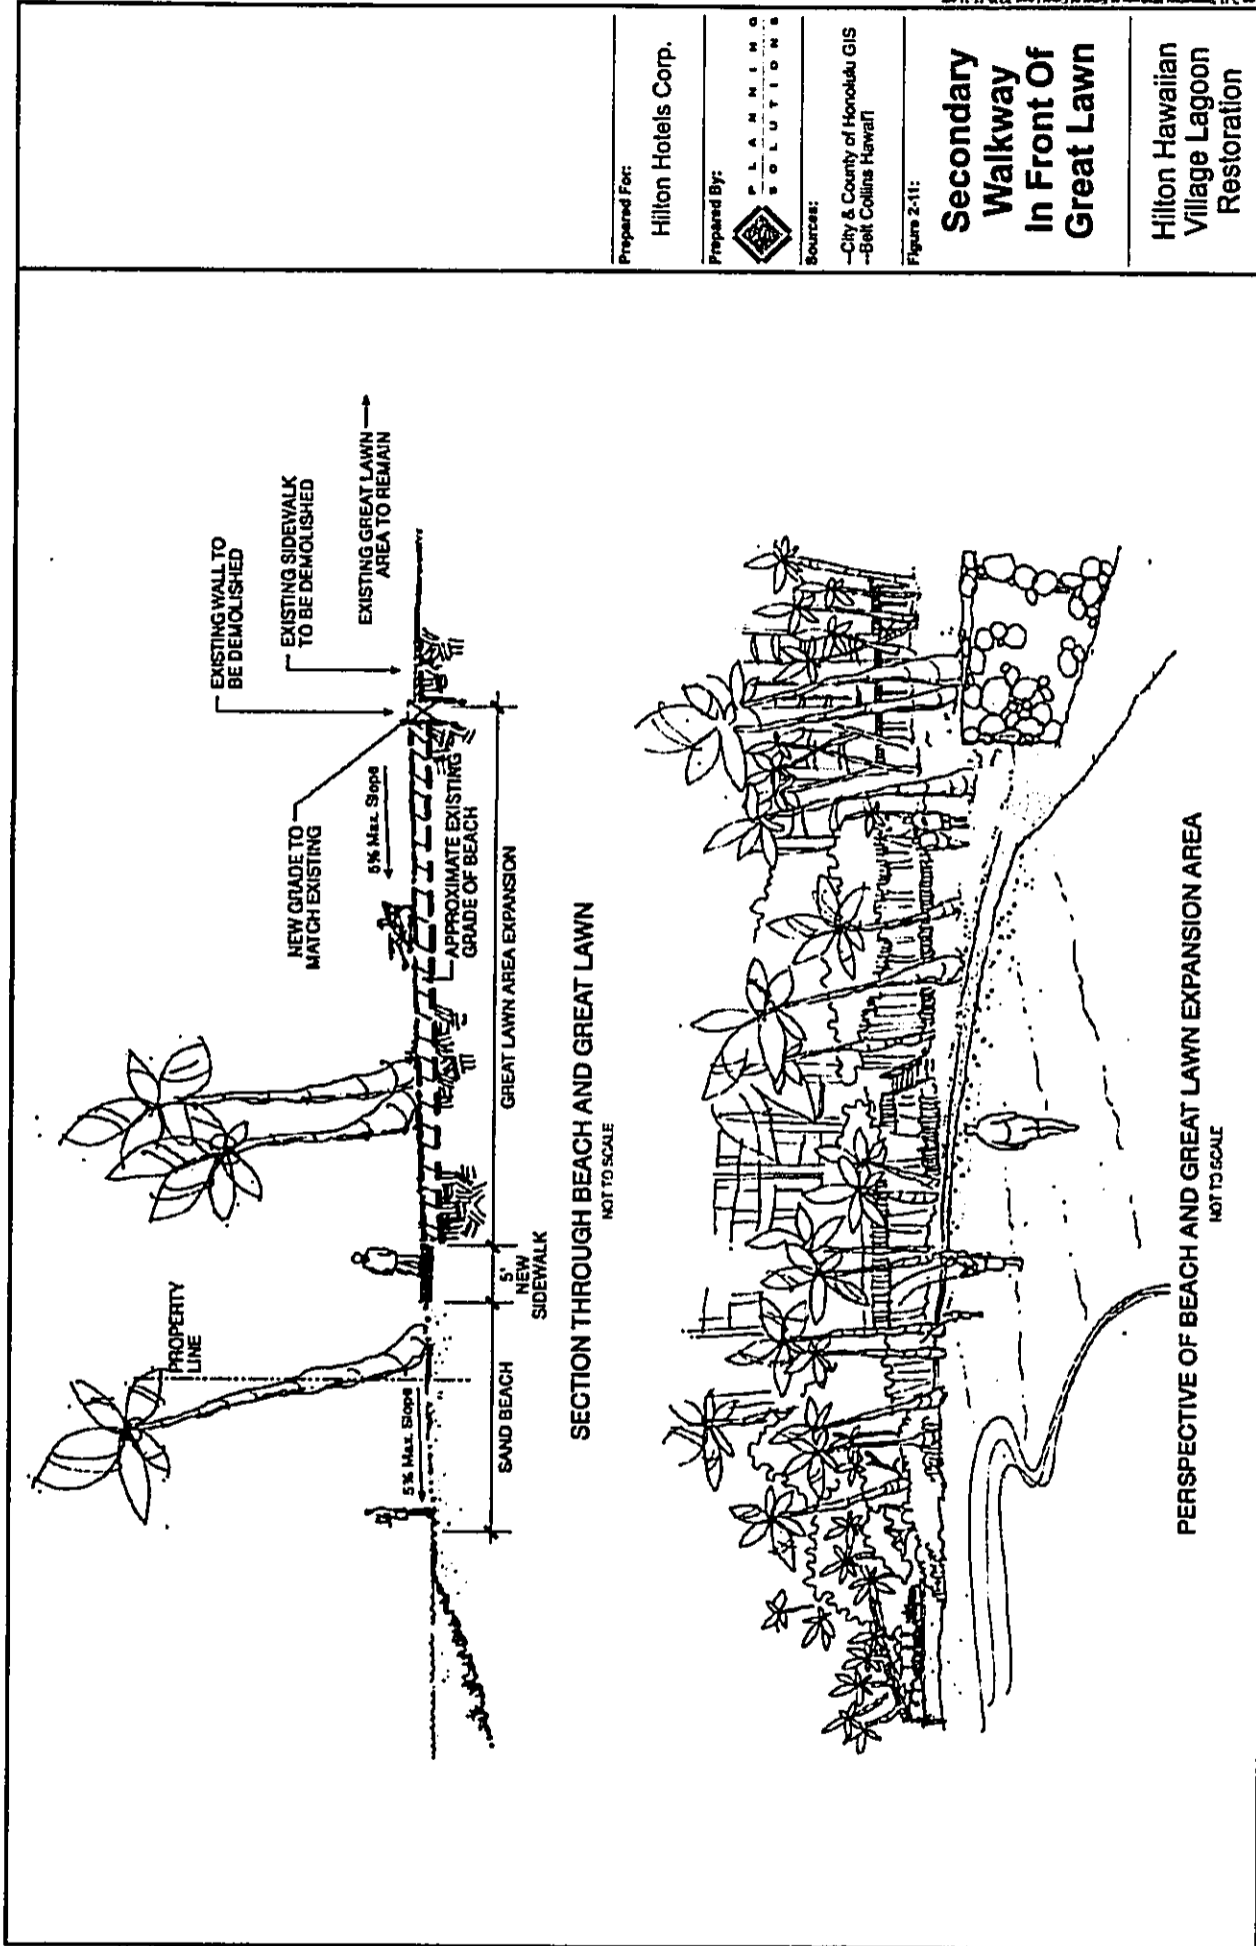 EXISTING WALL TO
BE DEMOLISHED
EXISTING SIDEWALK
TO BE DEMOLISHED
EXISTING GREAT LAWN
AREA TO REMAIN
NEW GRADE TO
MATCH EXISTING
5% Max. Slope
APPROXIMATE EXISTING
GRADE OF BEACH
PROPERTY
LINE
5% Max. Slope
SAND BEACH
5'
NEW
SIDEWALK
GREAT LAWN AREA EXPANSION
SECTION THROUGH BEACH AND GREAT LAWN
NOT TO SCALE
PERSPECTIVE OF BEACH AND GREAT LAWN EXPANSION AREA
NOT TO SCALE
Prepared For:
Hilton Hotels Corp.
Prepared By:
PLANNING
SOLUTIONS
Sources:
--City & County of Honolulu GIS
--Belt Collins Hawai'i
Figure 2-11:
Secondary
Walkway
In Front Of
Great Lawn
Hilton Hawaiian
Village Lagoon
Restoration